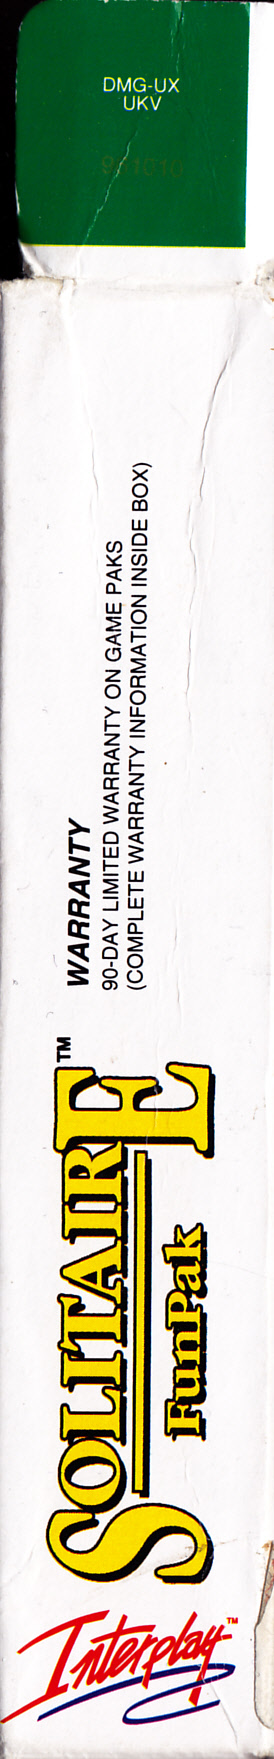 DMG-UX
UKV
WARRANTY
90-DAY LIMITED WARRANTY ON GAME PAKS
(COMPLETE WARRANTY INFORMATION INSIDE BOX)
SOLITAIRE™
FunPak
Interplay™